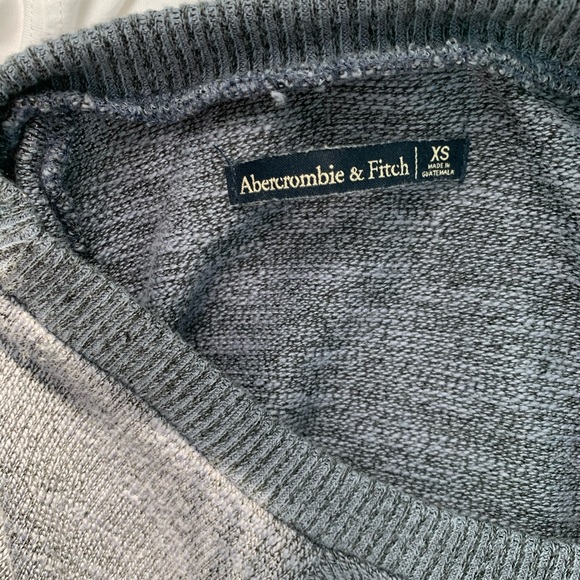 Abercrombie & Fitch
XS
MADE IN
GUATEMALA